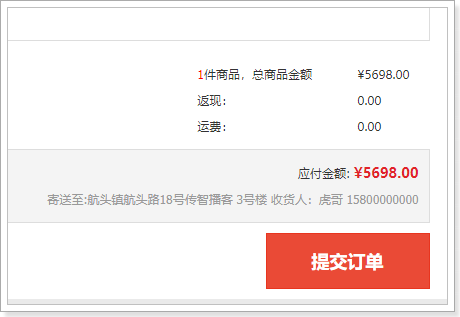 1件商品，总商品金额 ¥5698.00
返现： 0.00
运费： 0.00
应付金额: ¥5698.00
寄送至:航头镇航头路18号传智播客 3号楼 收货人：虎哥 15800000000
提交订单